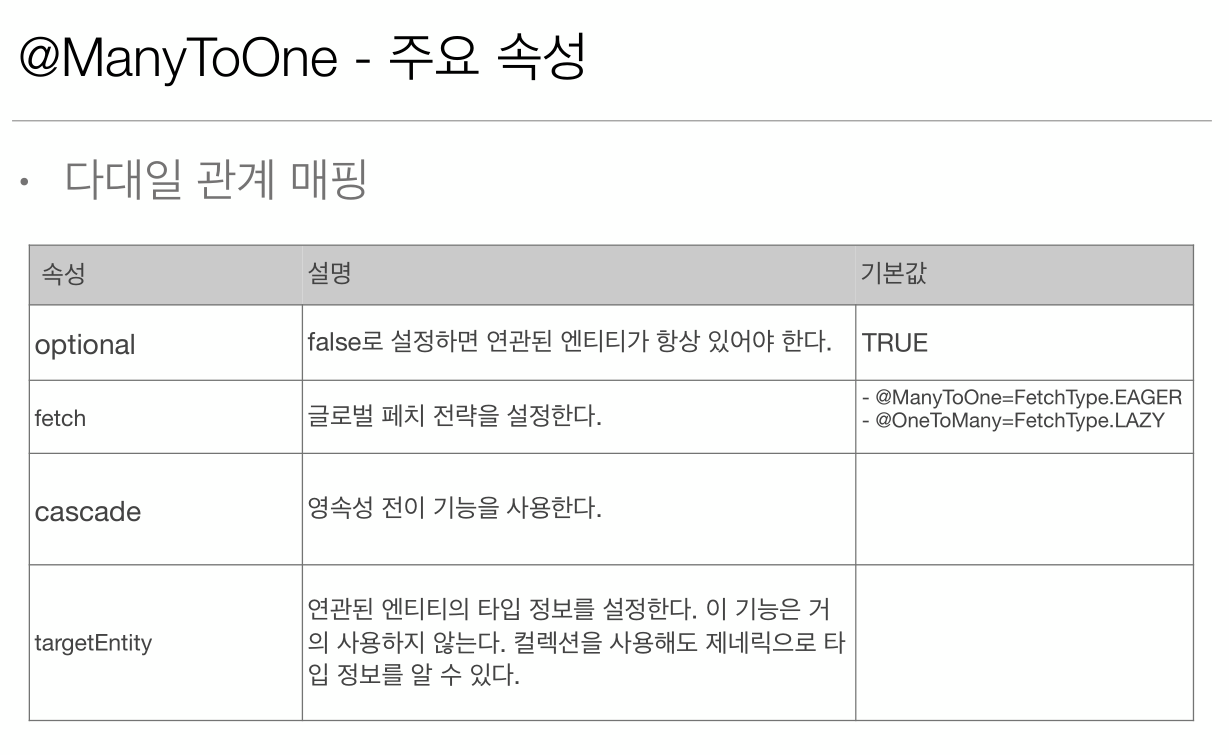 @ManyToOne - 주요 속성
• 다대일 관계 매핑
속성 설명 기본값
optional false로 설정하면 연관된 엔티티가 항상 있어야 한다. TRUE
fetch 글로벌 페치 전략을 설정한다. - @ManyToOne=FetchType.EAGER
- @OneToMany=FetchType.LAZY
cascade 영속성 전이 기능을 사용한다.
targetEntity 연관된 엔티티의 타입 정보를 설정한다. 이 기능은 거
의 사용하지 않는다. 컬렉션을 사용해도 제네릭으로 타
입 정보를 알 수 있다.